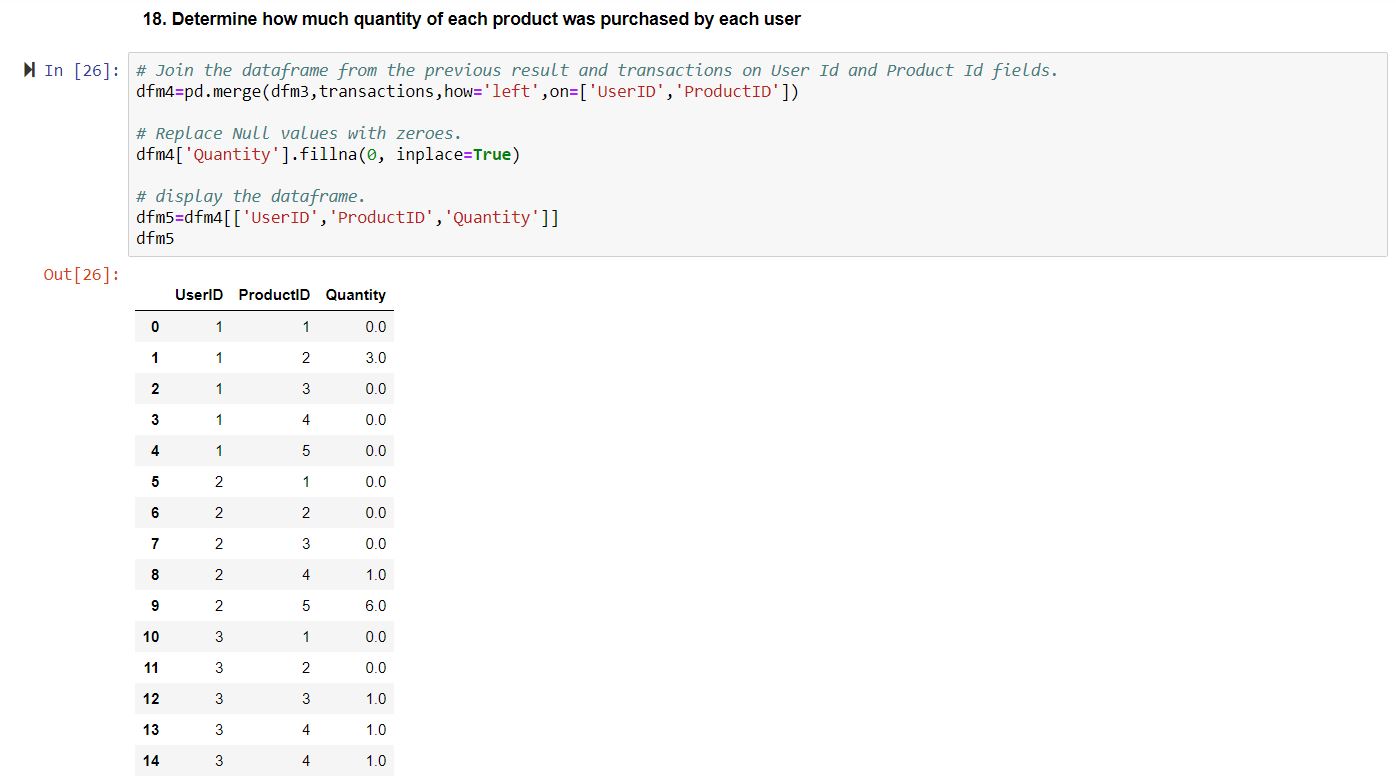 18. Determine how much quantity of each product was purchased by each user
In [26]: # Join the dataframe from the previous result and transactions on User Id and Product Id fields.
dfm4=pd.merge(dfm3,transactions,how='left',on=['UserID','ProductID'])
# Replace Null values with zeroes.
dfm4['Quantity'].fillna(0, inplace=True)
# display the dataframe.
dfm5=dfm4[['UserID','ProductID','Quantity']]
dfm5
Out[26]:
UserID ProductID Quantity
0 1 1 0.0
1 1 2 3.0
2 1 3 0.0
3 1 4 0.0
4 1 5 0.0
5 2 1 0.0
6 2 2 0.0
7 2 3 0.0
8 2 4 1.0
9 2 5 6.0
10 3 1 0.0
11 3 2 0.0
12 3 3 1.0
13 3 4 1.0
14 3 4 1.0